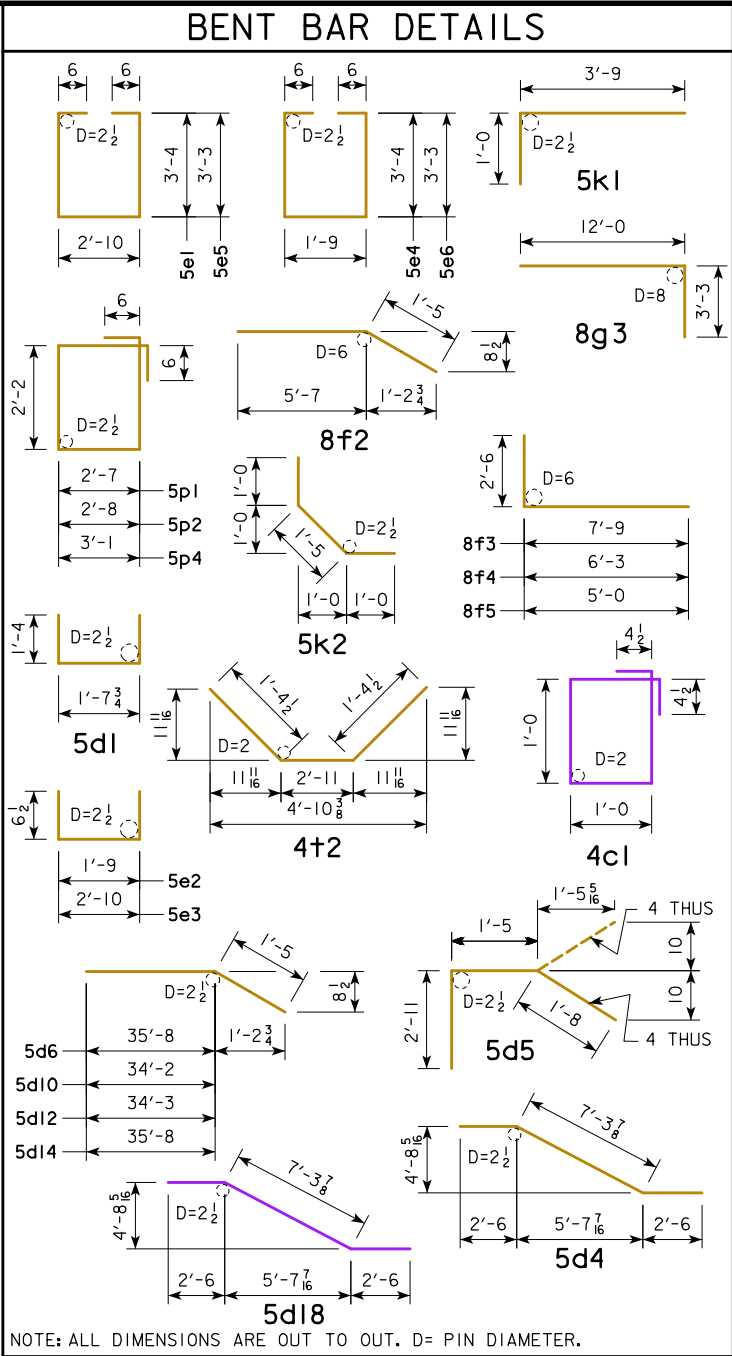 BENT BAR DETAILS
6 6
D=2 1/2
3'-4
3'-3
2'-10
5e1
5e5
6 6
D=2 1/2
3'-4
3'-3
1'-9
5e4
5e6
3'-9
1'-0
D=2 1/2
5k1
12'-0
D=8
3'-3
8g3
6
6
2'-2
D=2 1/2
2'-7 5p1
2'-8 5p2
3'-1 5p4
1'-5
D=6
8 1/2
5'-7
1'-2 3/4
8f2
1'-0
1'-0
D=2 1/2
1'-5
1'-0 1'-0
5k2
2'-6
D=6
8f3 7'-9
8f4 6'-3
8f5 5'-0
1'-4
D=2 1/2
1'-7 3/4
5d1
1'-4 1/2
1'-4 1/2
11 11/16
11 11/16
D=2
11 11/16 2'-11 11 11/16
4'-10 3/8
4t2
4 1/2
4 1/2
1'-0
D=2
1'-0
4c1
6 1/2
D=2 1/2
1'-9 5e2
2'-10 5e3
1'-5
D=2 1/2
8 1/2
1'-2 3/4
5d6 35'-8
5d10 34'-2
5d12 34'-3
5d14 35'-8
1'-5 5/16
4 THUS
1'-5
10
10
D=2 1/2
2'-11
1'-8
4 THUS
5d5
7'-3 7/8
4'-8 5/16
D=2 1/2
2'-6 5'-7 7/16 2'-6
5d18
7'-3 7/8
4'-8 5/16
D=2 1/2
2'-6 5'-7 7/16 2'-6
5d4
NOTE: ALL DIMENSIONS ARE OUT TO OUT. D= PIN DIAMETER.